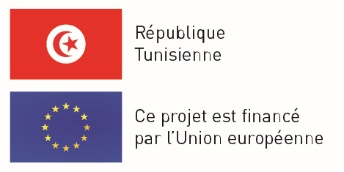 République
Tunisienne
Ce projet est financé
par l'Union européenne